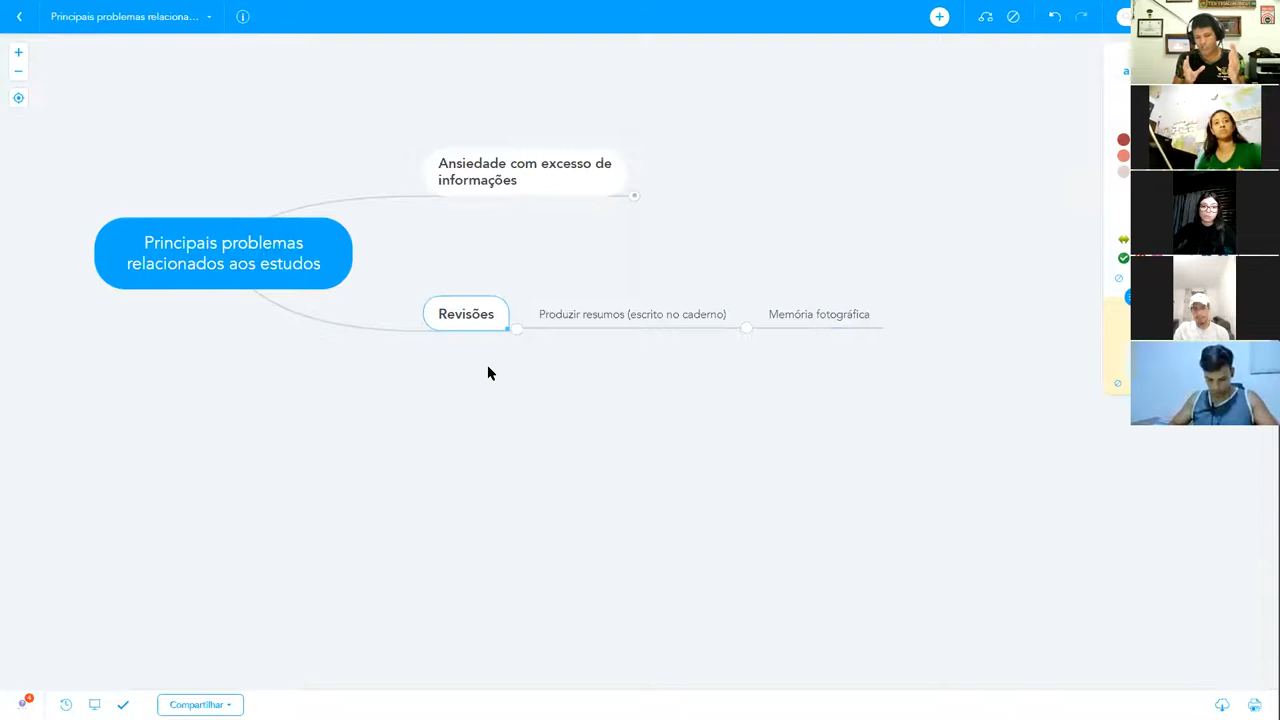 Principais problemas relaciona...
Ansiedade com excesso de
informações
Principais problemas
relacionados aos estudos
Revisões
Produzir resumos (escrito no caderno)
Memória fotográfica
4
Compartilhar